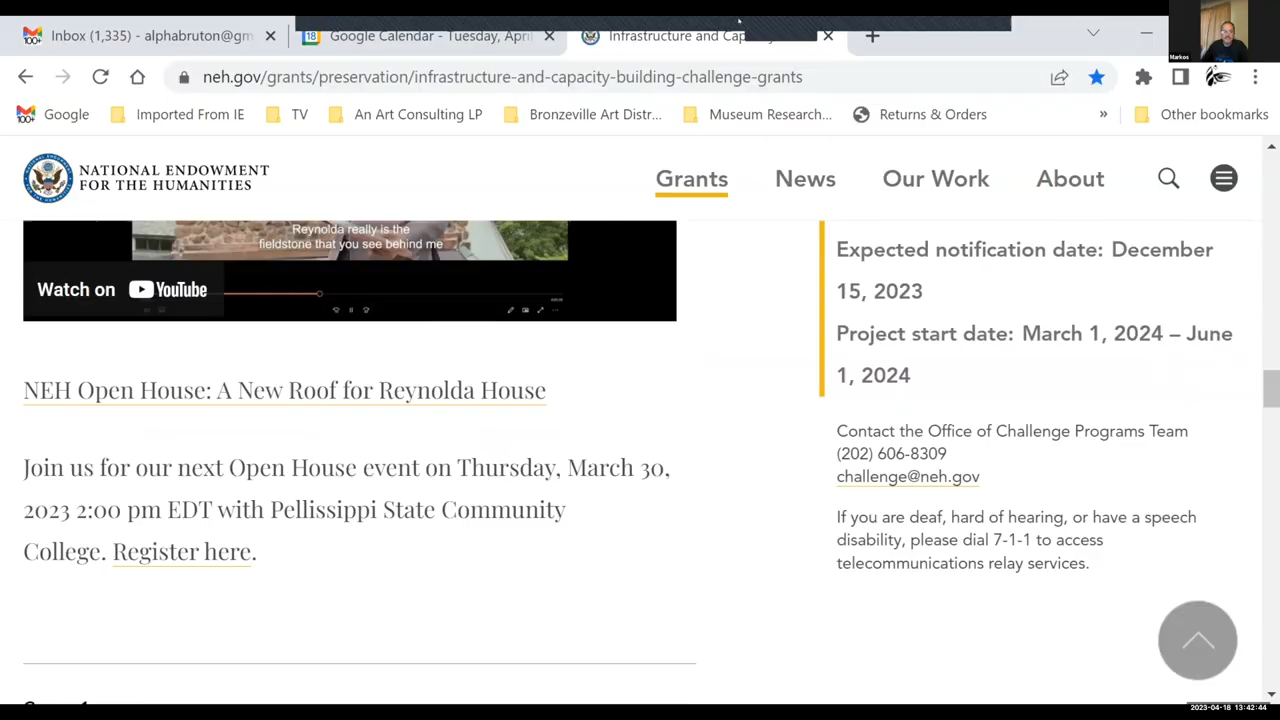 Inbox (1,335) - alphabruton@gm
Google Calendar - Tuesday, April
Infrastructure and Cap
Markos
neh.gov/grants/preservation/infrastructure-and-capacity-building-challenge-grants
Google
Imported From IE
TV
An Art Consulting LP
Bronzeville Art Distr...
Museum Research...
Returns & Orders
»
Other bookmarks
NATIONAL ENDOWMENT
FOR THE HUMANITIES
Grants
News
Our Work
About
Reynolda really is the
fieldstone that you see behind me
Watch on YouTube
NEH Open House: A New Roof for Reynolda House
Join us for our next Open House event on Thursday, March 30,
2023 2:00 pm EDT with Pellissippi State Community
College. Register here.
Expected notification date: December
15, 2023
Project start date: March 1, 2024 – June
1, 2024
Contact the Office of Challenge Programs Team
(202) 606-8309
challenge@neh.gov
If you are deaf, hard of hearing, or have a speech
disability, please dial 7-1-1 to access
telecommunications relay services.
2023-04-18 13:42:44